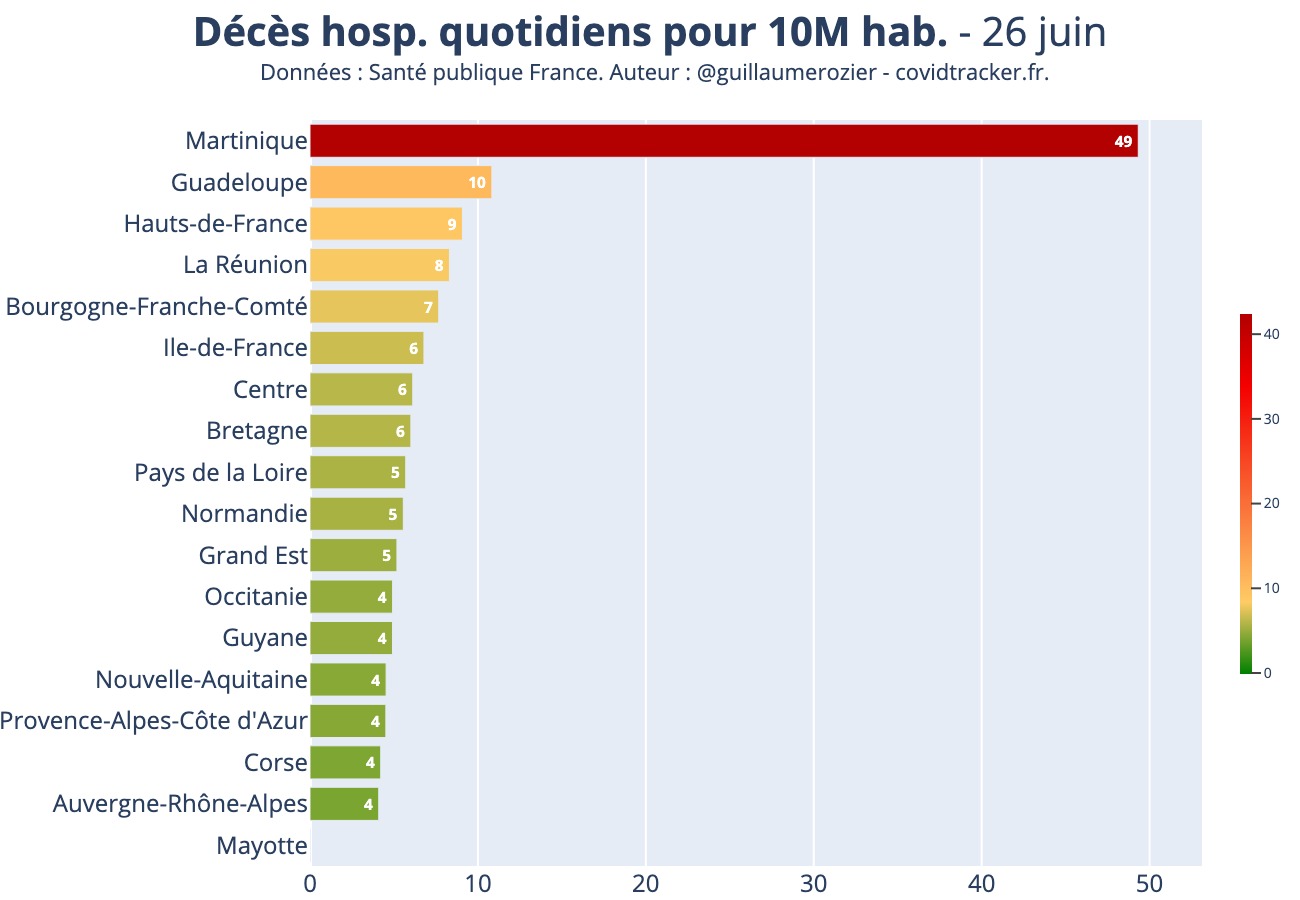 Décès hosp. quotidiens pour 10M hab. - 26 juin
Données : Santé publique France. Auteur : @guillaumerozier - covidtracker.fr.
Martinique 49
Guadeloupe 10
Hauts-de-France 9
La Réunion 8
Bourgogne-Franche-Comté 7
Ile-de-France 6
Centre 6
Bretagne 6
Pays de la Loire 5
Normandie 5
Grand Est 5
Occitanie 4
Guyane 4
Nouvelle-Aquitaine 4
Provence-Alpes-Côte d'Azur 4
Corse 4
Auvergne-Rhône-Alpes 4
Mayotte
0 10 20 30 40 50
40
30
20
10
0